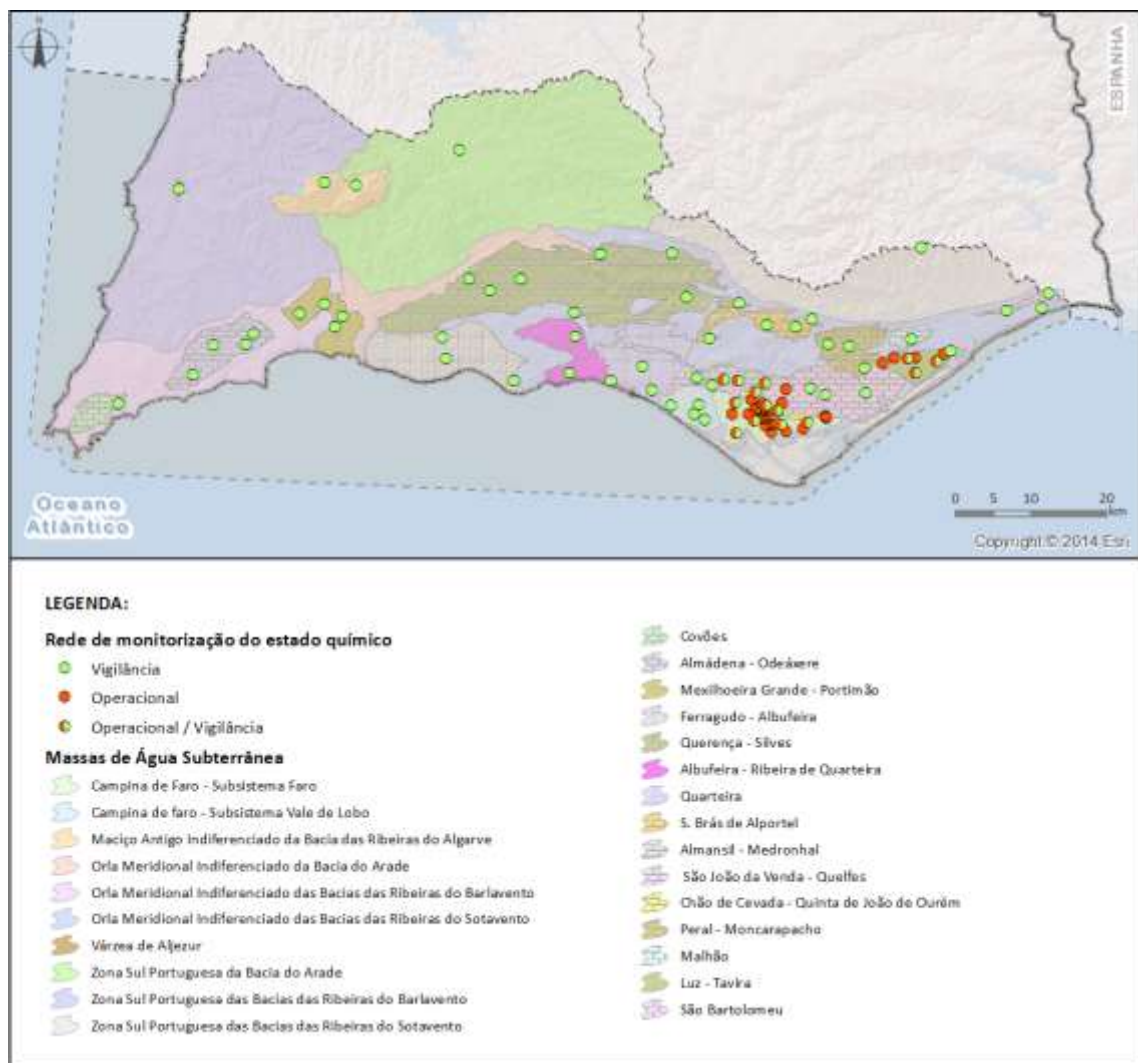 N
ESPANHA
Oceano
Atlântico
0 5 10 20
km
Copyright:© 2014 Esri
LEGENDA:
Rede de monitorização do estado químico
Vigilância
Operacional
Operacional / Vigilância
Massas de Água Subterrânea
Campina de Faro - Subsistema Faro
Campina de faro - Subsistema Vale de Lobo
Maciço Antigo Indiferenciado da Bacia das Ribeiras do Algarve
Orla Meridional Indiferenciado da Bacia do Arade
Orla Meridional Indiferenciado das Bacias das Ribeiras do Barlavento
Orla Meridional Indiferenciado das Bacias das Ribeiras do Sotavento
Várzea de Aljezur
Zona Sul Portuguesa da Bacia do Arade
Zona Sul Portuguesa das Bacias das Ribeiras do Barlavento
Zona Sul Portuguesa das Bacias das Ribeiras do Sotavento
Covões
Almádena - Odeáxere
Mexilhoeira Grande - Portimão
Ferragudo - Albufeira
Querença - Silves
Albufeira - Ribeira de Quarteira
Quarteira
S. Brás de Alportel
Almansil - Medronhal
São João da Venda - Quelfes
Chão de Cevada - Quinta de João de Ourém
Peral - Moncarapacho
Malhão
Luz - Tavira
São Bartolomeu